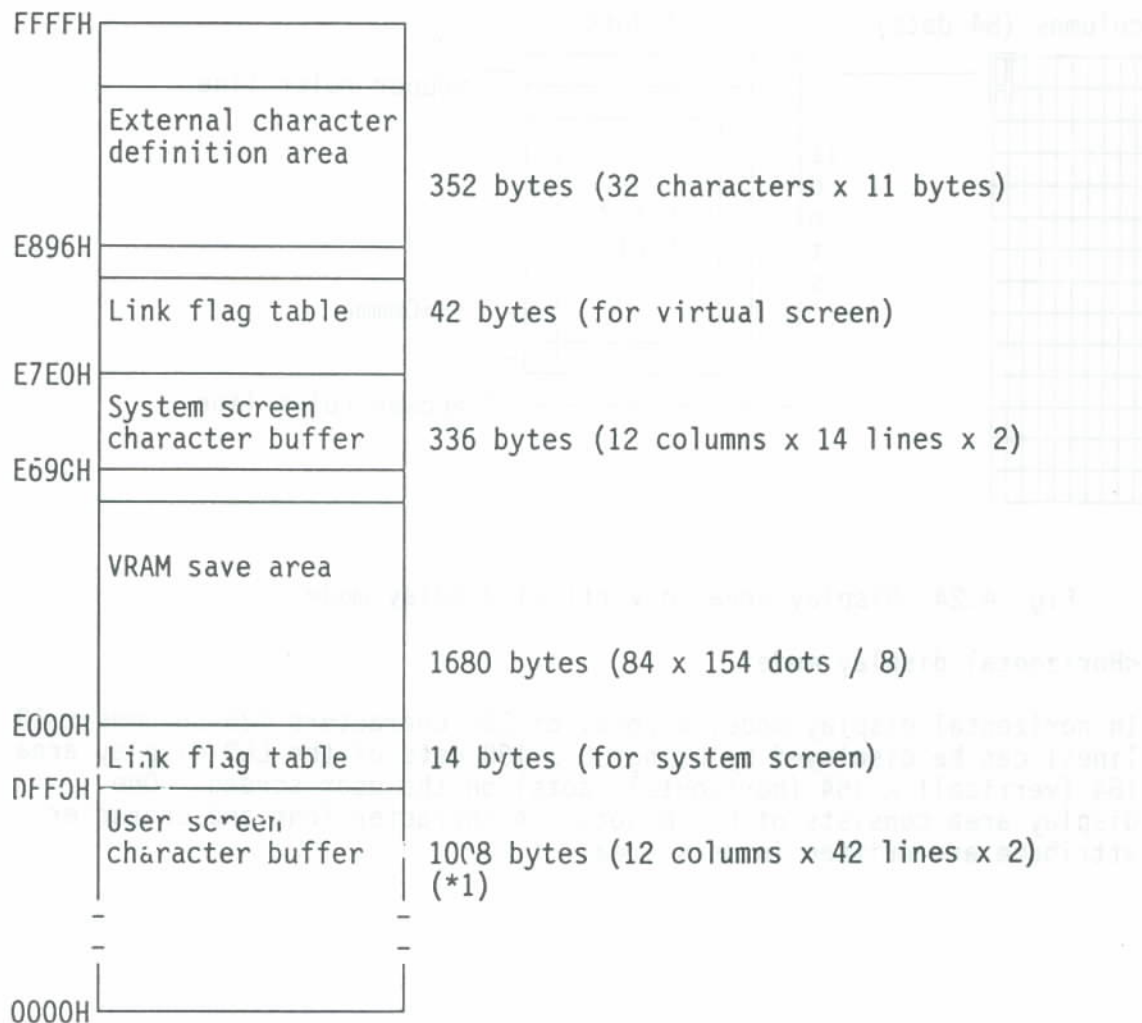 FFFFH
External character
definition area
352 bytes (32 characters x 11 bytes)
E896H
Link flag table 42 bytes (for virtual screen)
E7E0H
System screen
character buffer 336 bytes (12 columns x 14 lines x 2)
E69CH
VRAM save area
1680 bytes (84 x 154 dots / 8)
E000H
Link flag table 14 bytes (for system screen)
User screen
character buffer 1008 bytes (12 columns x 42 lines x 2)
(*1)
0000H